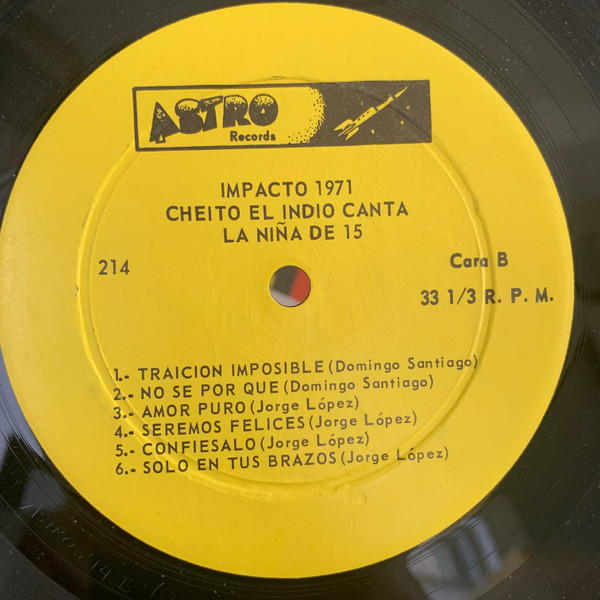 ASTRO
Records
IMPACTO 1971
CHEITO EL INDIO CANTA
LA NIÑA DE 15
214
Cara B
33 1/3 R. P. M.
1.- TRAICION IMPOSIBLE (Domingo Santiago)
2.- NO SE POR QUE (Domingo Santiago)
3.- AMOR PURO (Jorge López)
4.- SEREMOS FELICES (Jorge López)
5.- CONFIESALO (Jorge López)
6.- SOLO EN TUS BRAZOS (Jorge López)